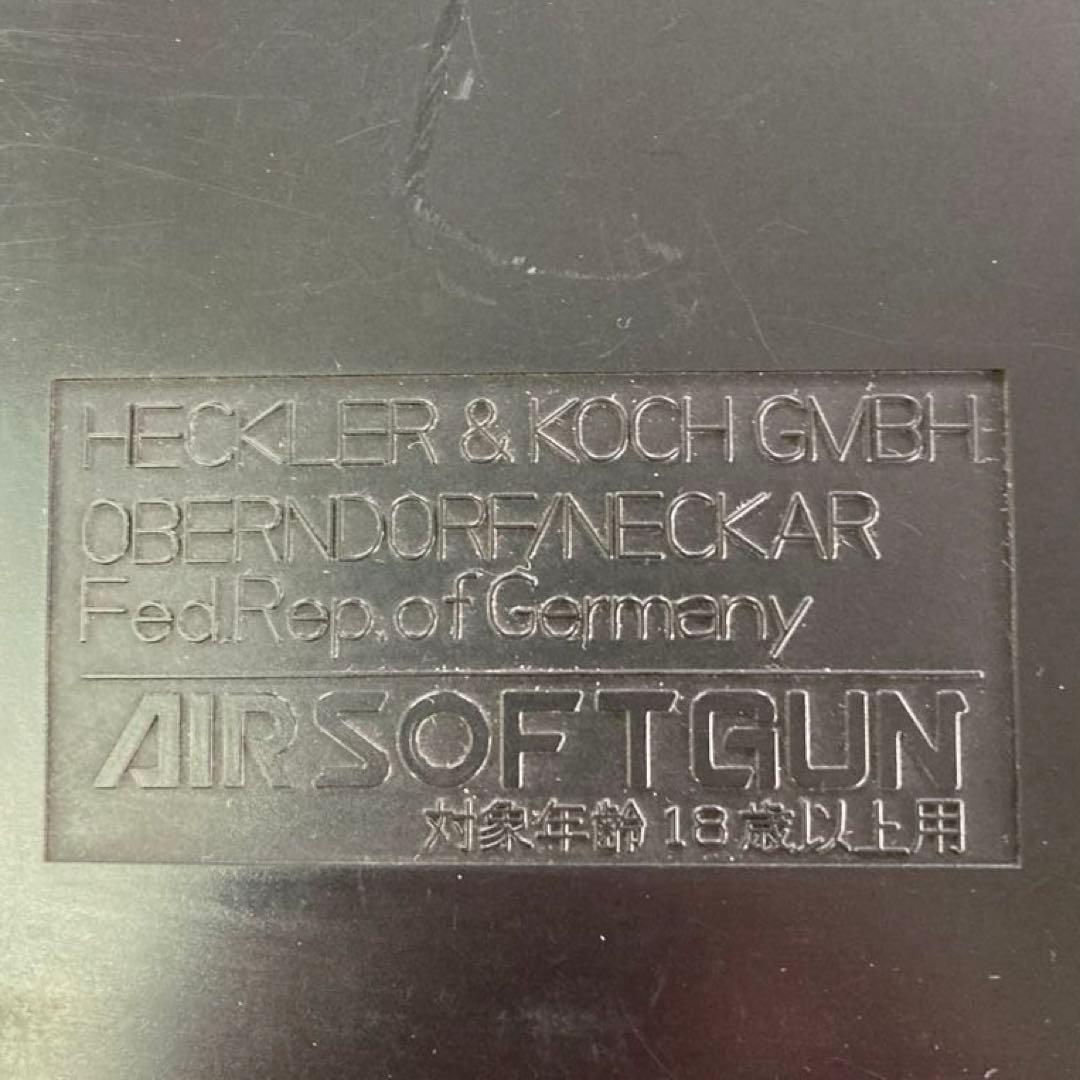 HECKLER & KOCH GMBH
OBERNDORF/NECKAR
Fed.Rep.of Germany
AIRSOFTGUN
対象年齢18歳以上用